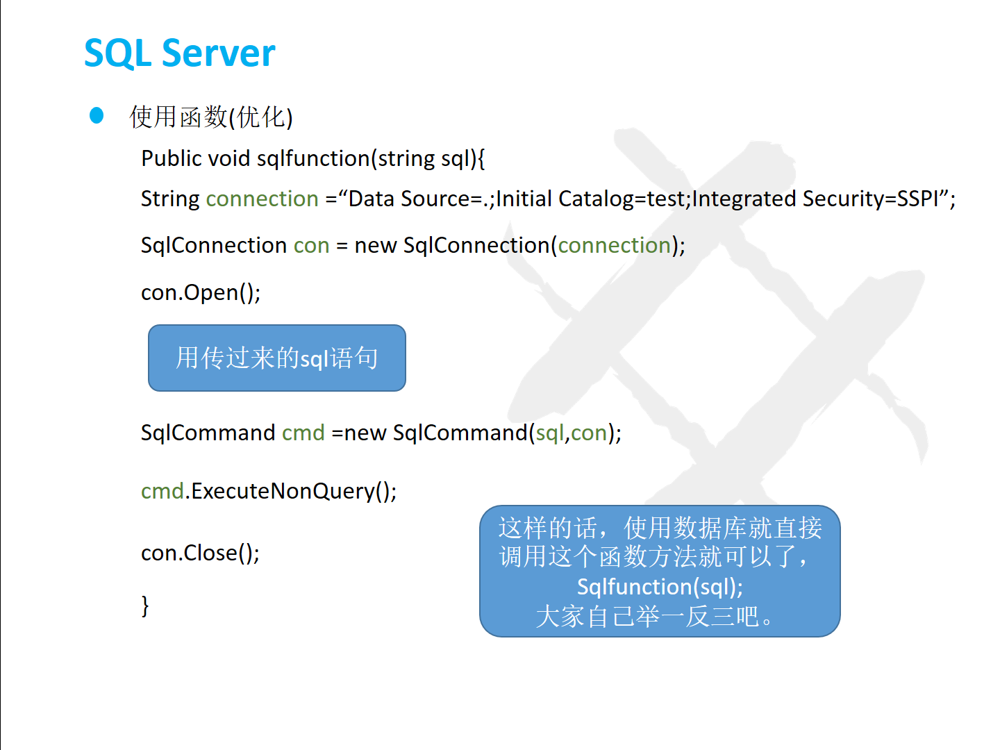 SQL Server
使用函数(优化)
Public void sqlfunction(string sql){
String connection =“Data Source=.;Initial Catalog=test;Integrated Security=SSPI”;
SqlConnection con = new SqlConnection(connection);
con.Open();
用传过来的sql语句
SqlCommand cmd =new SqlCommand(sql,con);
cmd.ExecuteNonQuery();
con.Close();
}
这样的话，使用数据库就直接
调用这个函数方法就可以了，
Sqlfunction(sql);
大家自己举一反三吧。